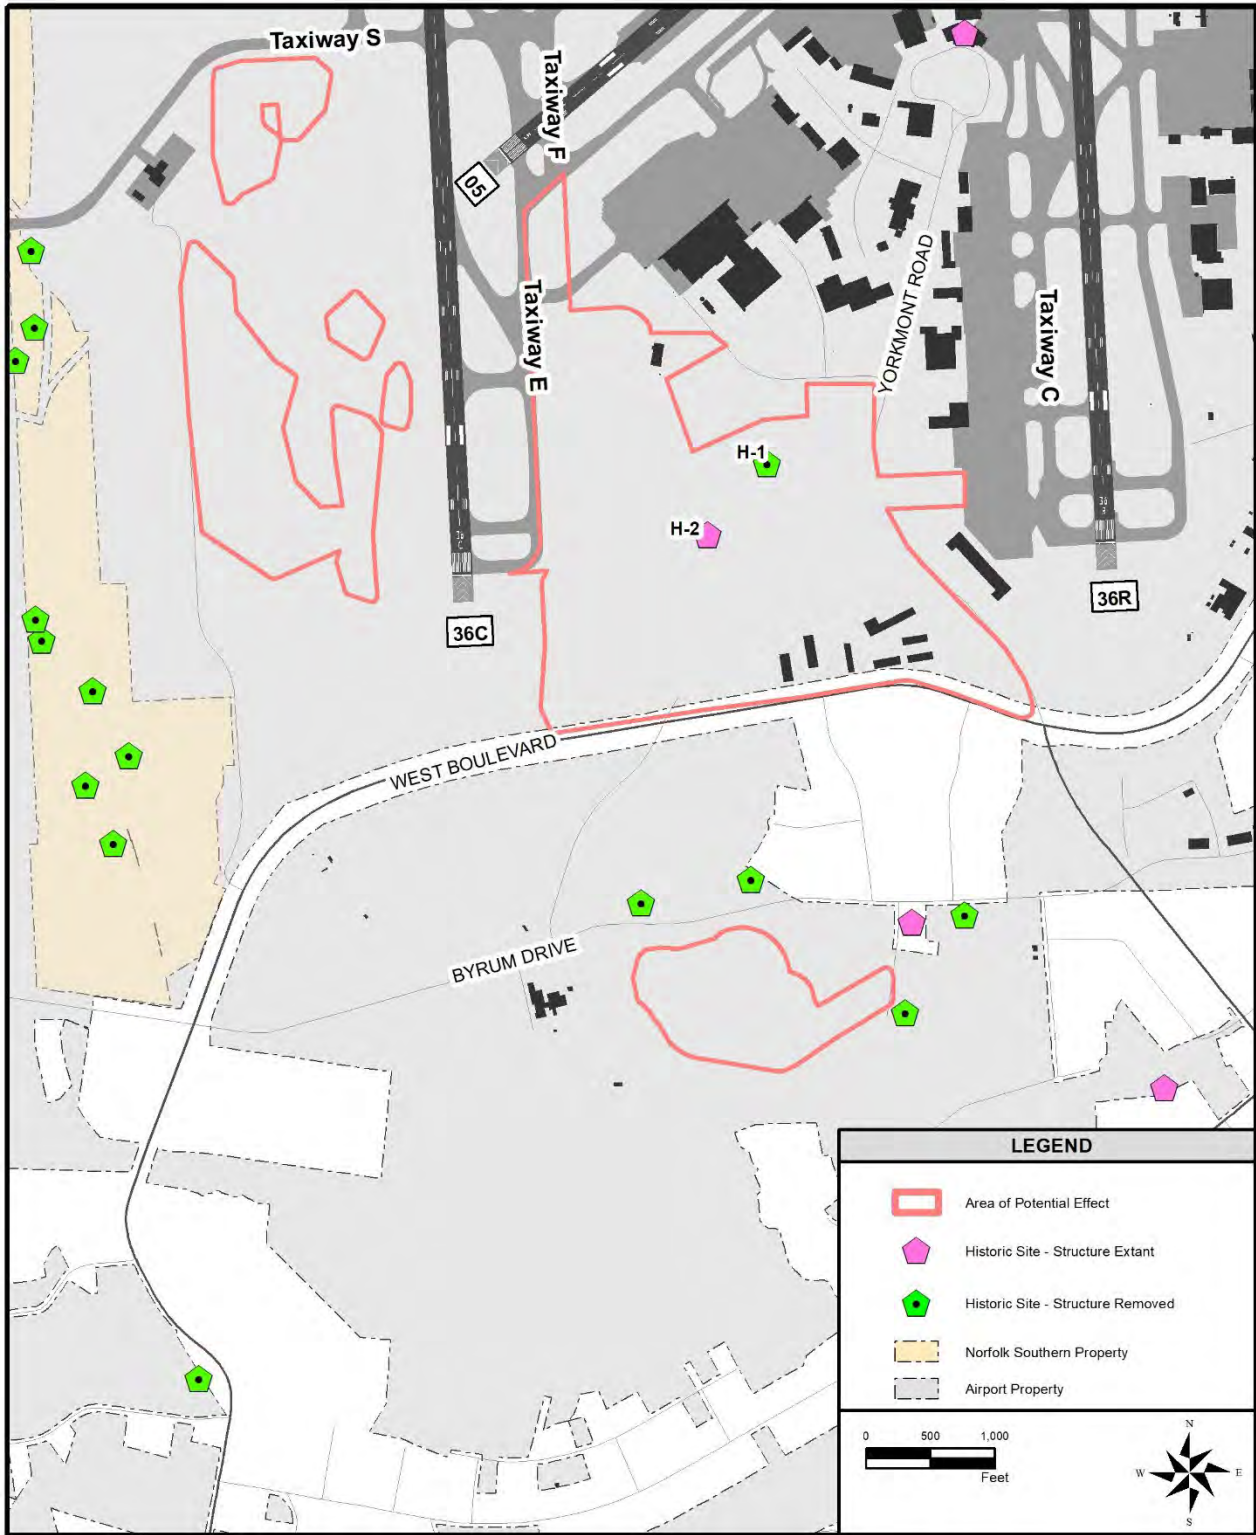 Taxiway S
Taxiway F
05
Taxiway E
YORKMONT ROAD
Taxiway C
H-1
H-2
36C
36R
WEST BOULEVARD
BYRUM DRIVE
LEGEND
Area of Potential Effect
Historic Site - Structure Extant
Historic Site - Structure Removed
Norfolk Southern Property
Airport Property
0 500 1,000
Feet
N
W E
S